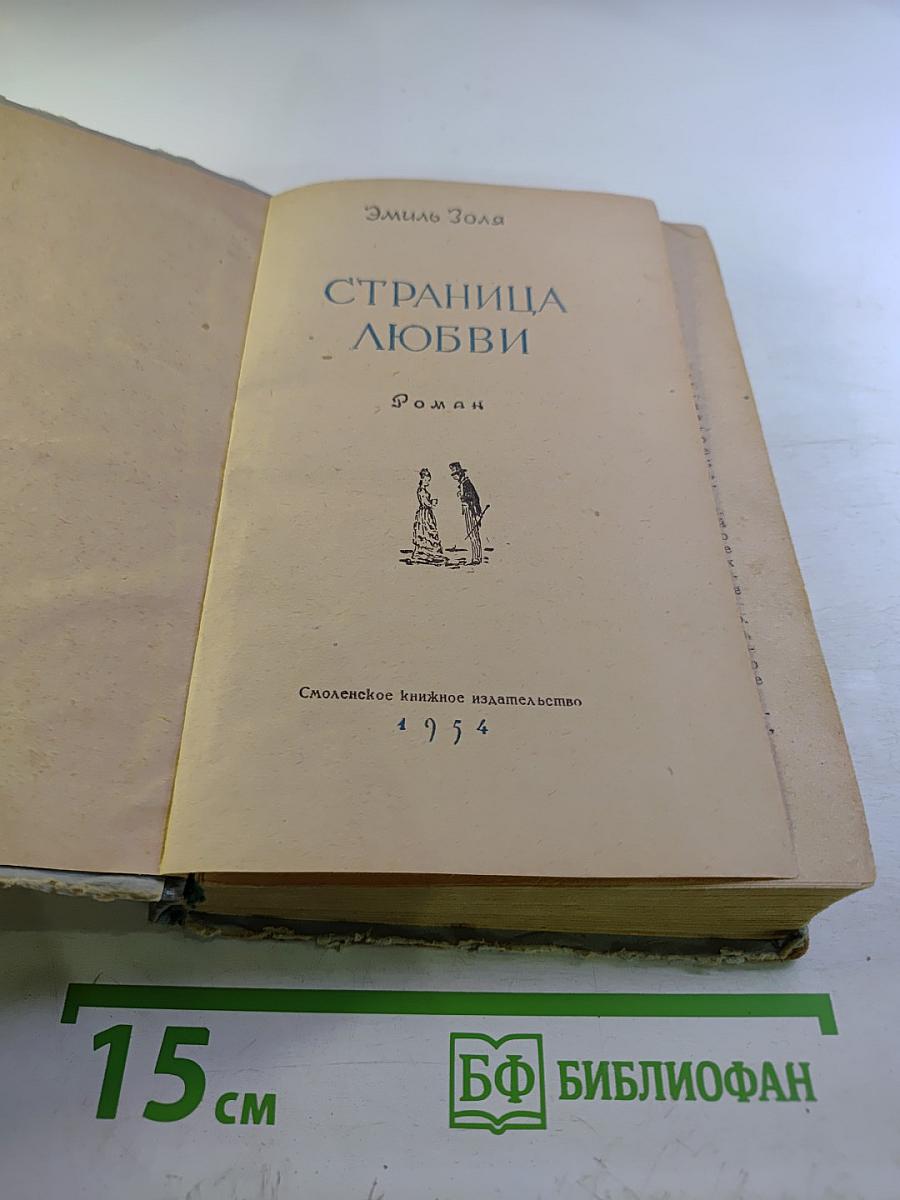 Эмиль Золя
СТРАНИЦА
ЛЮБВИ
Роман
Смоленское книжное издательство
1954
15 см
БФ БИБЛИОФАН